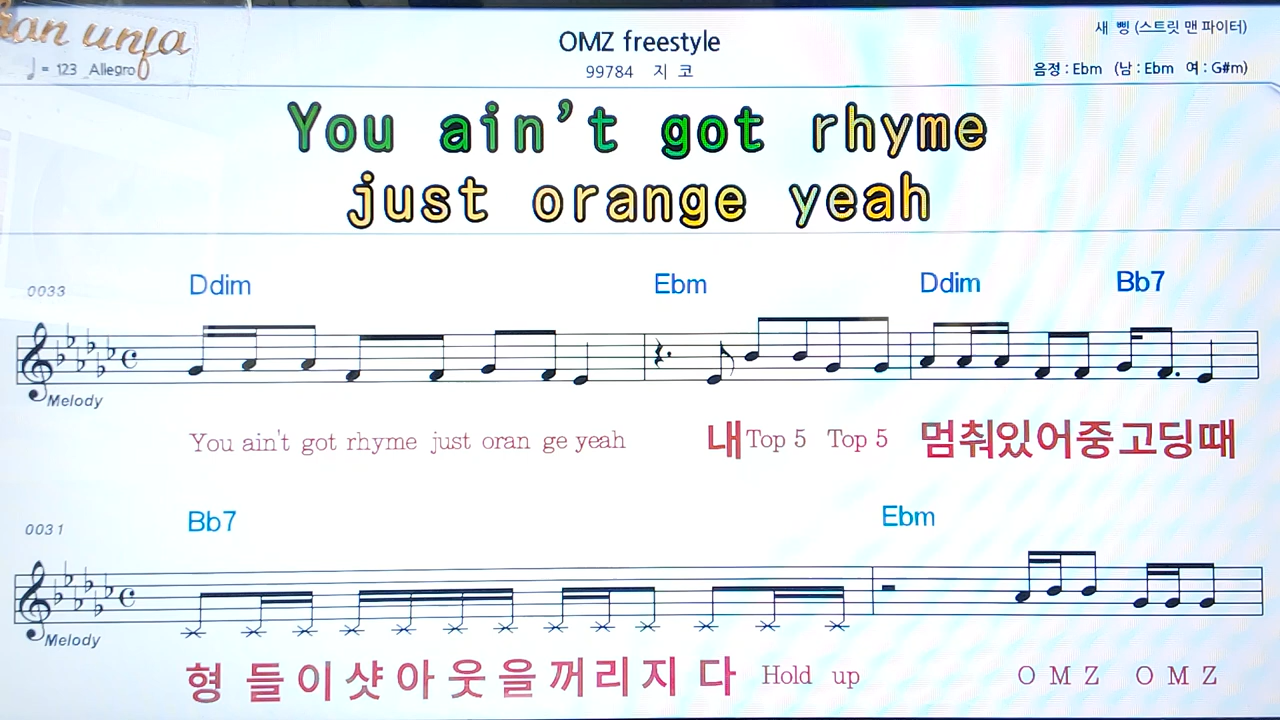 OMZ freestyle
새 삥 (스트릿 맨 파이터)
♩ = 123 Allegro
99784 지 코
음정 : Ebm (남 : Ebm 여 : G#m)
You ain't got rhyme
just orange yeah
0033
Ddim Ebm Ddim Bb7
Melody
You ain't got rhyme just oran ge yeah 내 Top 5 Top 5 멈춰있어중고딩때
0031
Bb7 Ebm
Melody
형 들 이 샷 아 웃 을 꺼 리 지 다 Hold up O M Z O M Z